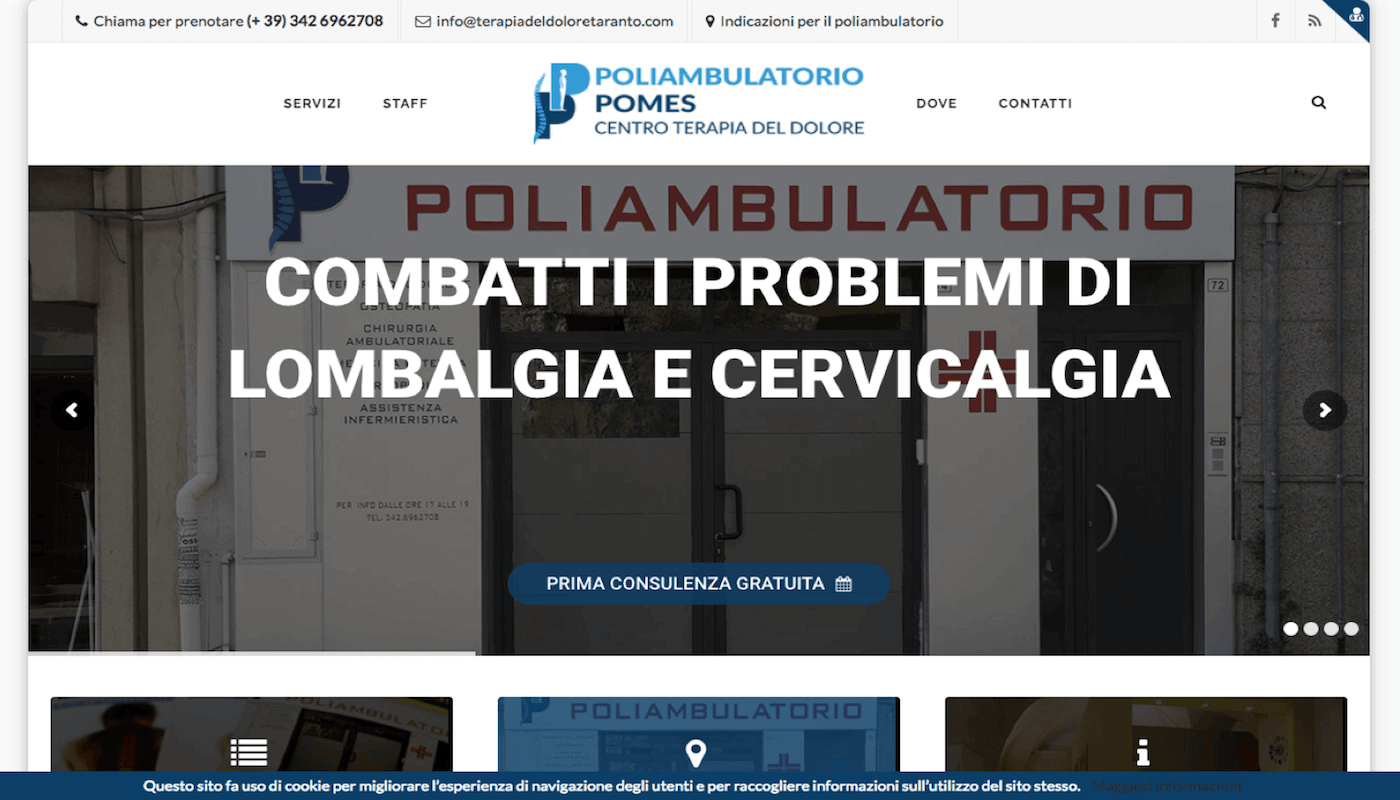 Chiama per prenotare (+ 39) 342 6962708
info@terapiadeldoloretaranto.com
Indicazioni per il poliambulatorio
SERVIZI
STAFF
POLIAMBULATORIO
POMES
CENTRO TERAPIA DEL DOLORE
DOVE
CONTATTI
POLIAMBULATORIO
COMBATTI I PROBLEMI DI
LOMBALGIA E CERVICALGIA
OSTEOPATIA
CHIRURGIA
AMBULATORIALE
ASSISTENZA
INFERMIERISTICA
72
PER INFO DALLE ORE 17 ALLE 19
TEL. 342.6962708
PRIMA CONSULENZA GRATUITA
POLIAMBULATORIO
POLIAMBULATORIO
Questo sito fa uso di cookie per migliorare l'esperienza di navigazione degli utenti e per raccogliere informazioni sull'utilizzo del sito stesso. Maggiori Informazioni